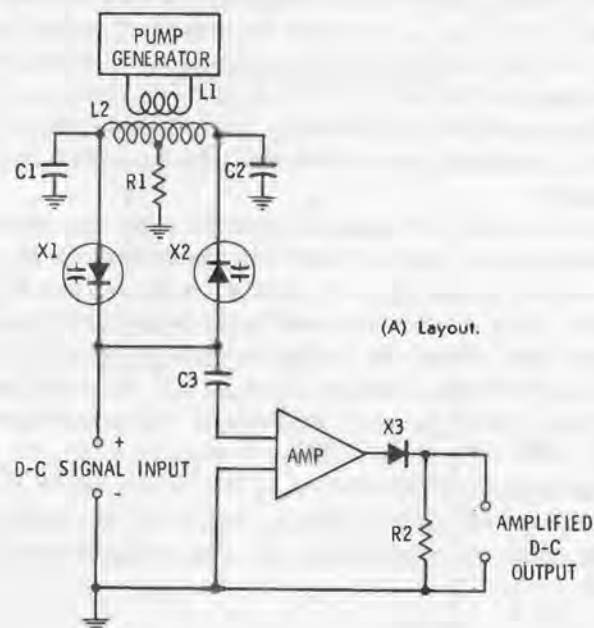 PUMP
GENERATOR
L1
L2
C1
R1
C2
X1
X2
(A) Layout.
C3
+
D-C SIGNAL INPUT
-
AMP
X3
R2
AMPLIFIED
D-C
OUTPUT